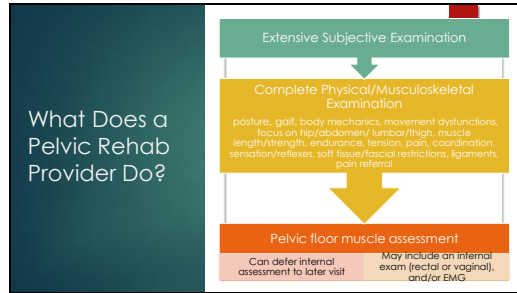 What Does a
Pelvic Rehab
Provider Do?
Extensive Subjective Examination
Complete Physical/Musculoskeletal
Examination
posture, gait, body mechanics, movement dysfunctions,
focus on hip/abdomen/ lumbar/thigh, muscle
length/strength, endurance, tension, pain, coordination,
sensation/reflexes, soft tissue/fascial restrictions, ligaments,
pain referral
Pelvic floor muscle assessment
Can defer internal
assessment to later visit
May include an internal
exam (rectal or vaginal),
and/or EMG